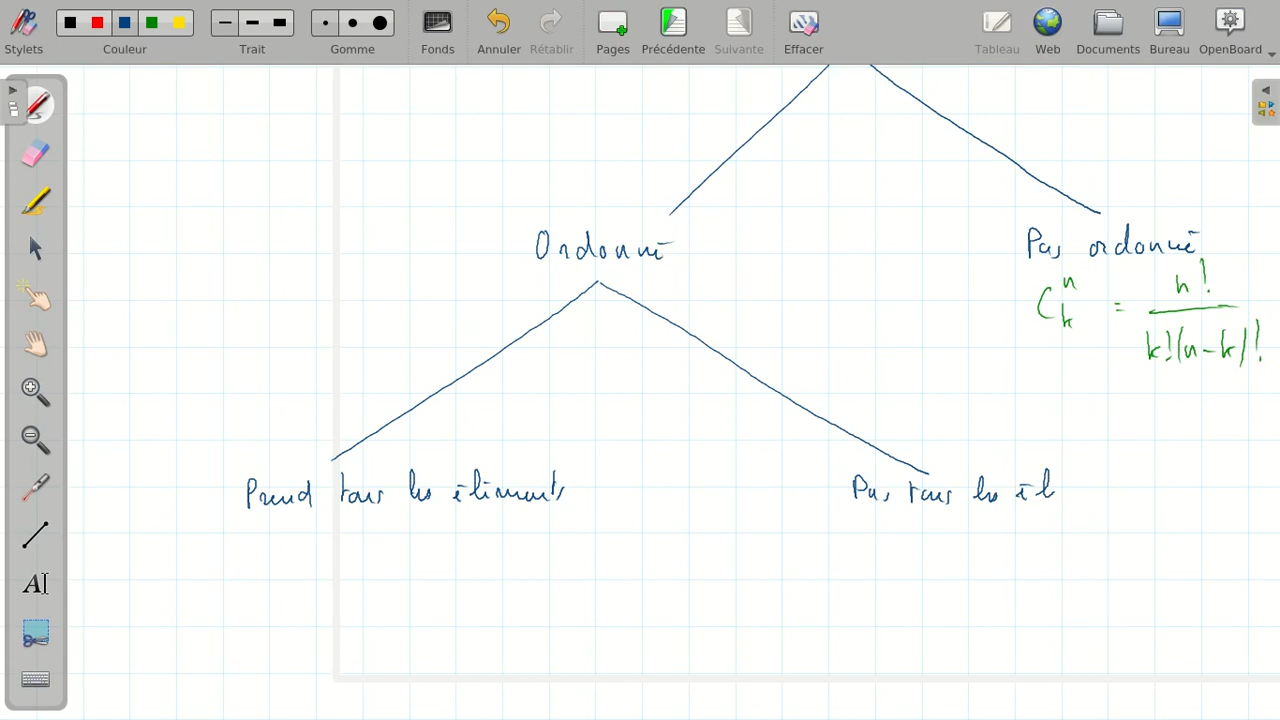 Stylets Couleur Trait Gomme Fonds Annuler Rétablir Pages Précédente Suivante Effacer Tableau Web Documents Bureau OpenBoard
Ordonné
Pas ordonné
C n k = n! / k!(n-k)!
Prend tous les éléments
Pas tous les él
A